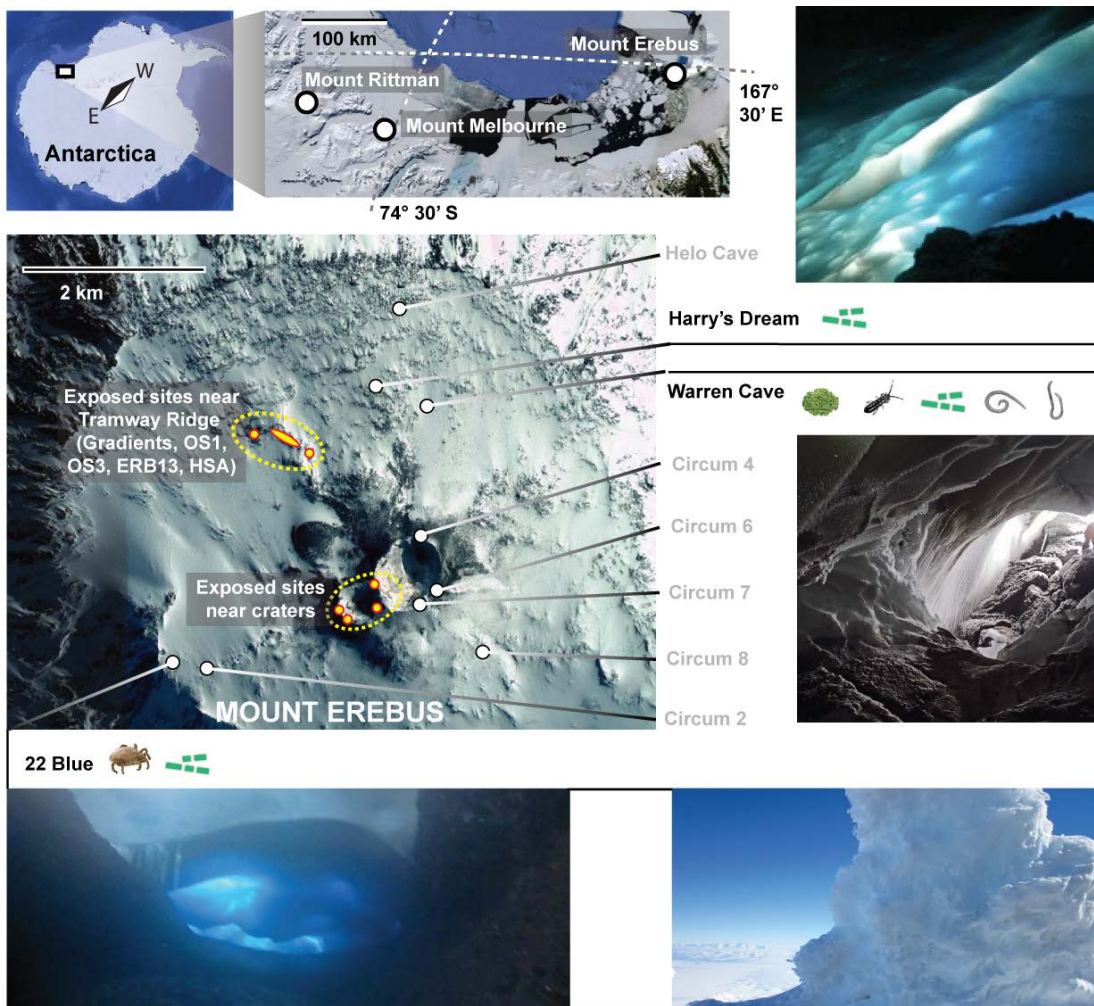 W
E
Antarctica
100 km
Mount Erebus
Mount Rittman
Mount Melbourne
167°
30’ E
74° 30’ S
2 km
Helo Cave
Harry’s Dream
Warren Cave
Exposed sites near
Tramway Ridge
(Gradients, OS1,
OS3, ERB13, HSA)
Circum 4
Circum 6
Exposed sites
near craters
Circum 7
Circum 8
MOUNT EREBUS
Circum 2
22 Blue